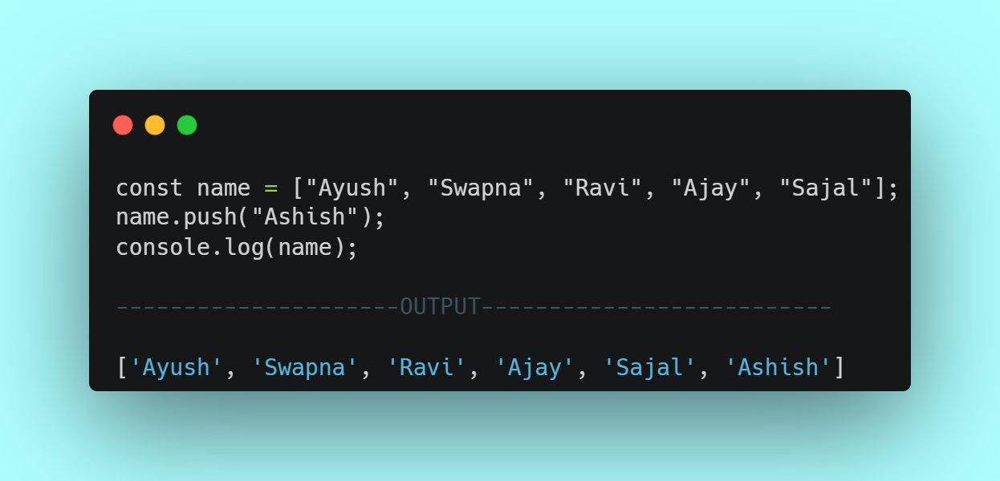 const name = ["Ayush", "Swapna", "Ravi", "Ajay", "Sajal"];
name.push("Ashish");
console.log(name);
---------------------OUTPUT--------------------------
['Ayush', 'Swapna', 'Ravi', 'Ajay', 'Sajal', 'Ashish']